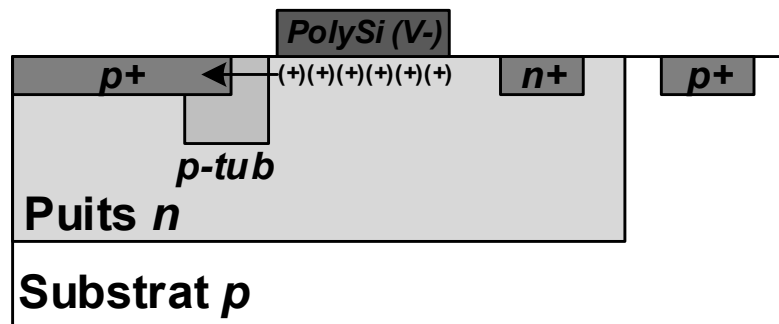 PolySi (V-)
p+ (+)(+)(+)(+)(+)(+) n+ p+
p-tub
Puits n
Substrat p